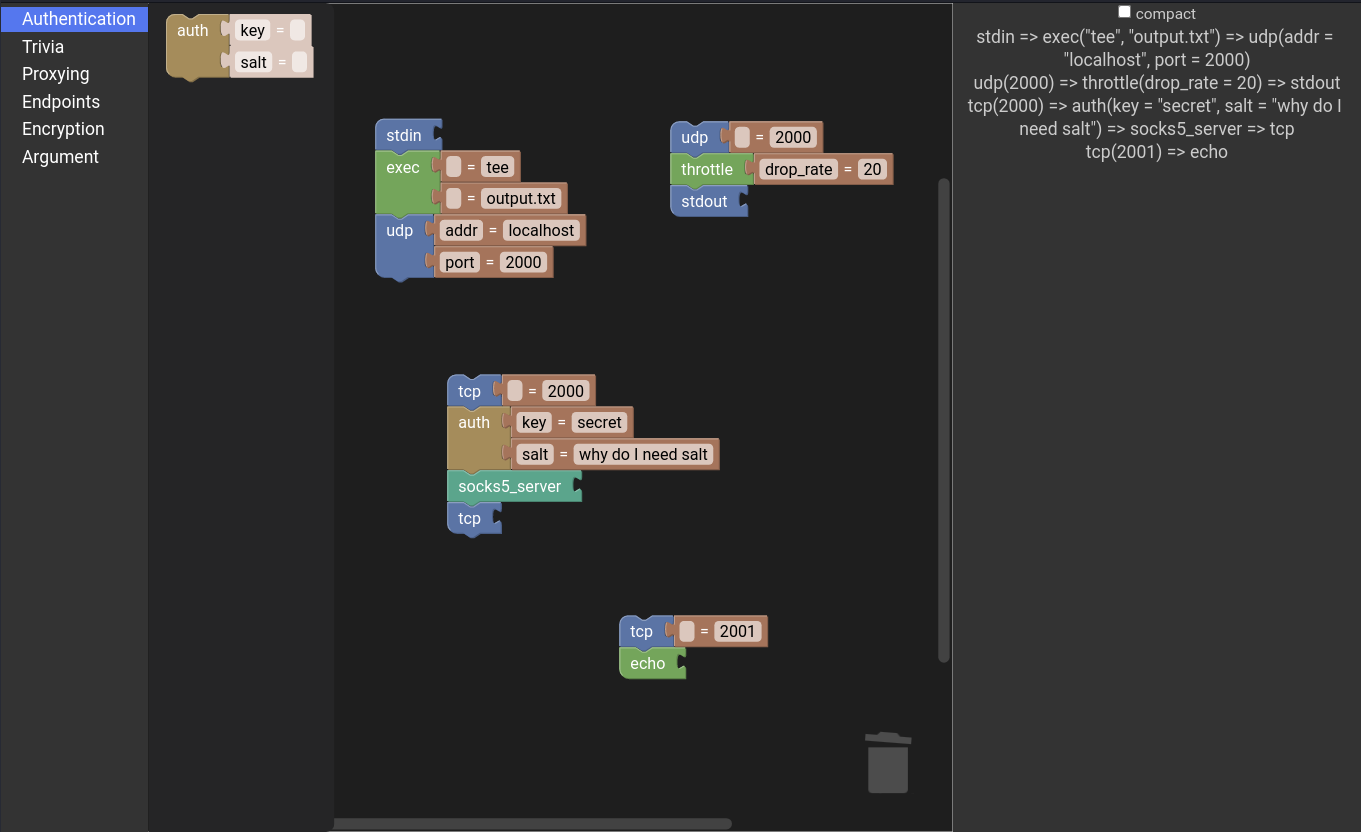 Authentication
Trivia
Proxying
Endpoints
Encryption
Argument
auth key =
salt =
stdin
exec = tee
= output.txt
udp addr = localhost
port = 2000
udp = 2000
throttle drop_rate = 20
stdout
tcp = 2000
auth key = secret
salt = why do I need salt
socks5_server
tcp
tcp = 2001
echo
compact
stdin => exec("tee", "output.txt") => udp(addr =
"localhost", port = 2000)
udp(2000) => throttle(drop_rate = 20) => stdout
tcp(2000) => auth(key = "secret", salt = "why do I
need salt") => socks5_server => tcp
tcp(2001) => echo